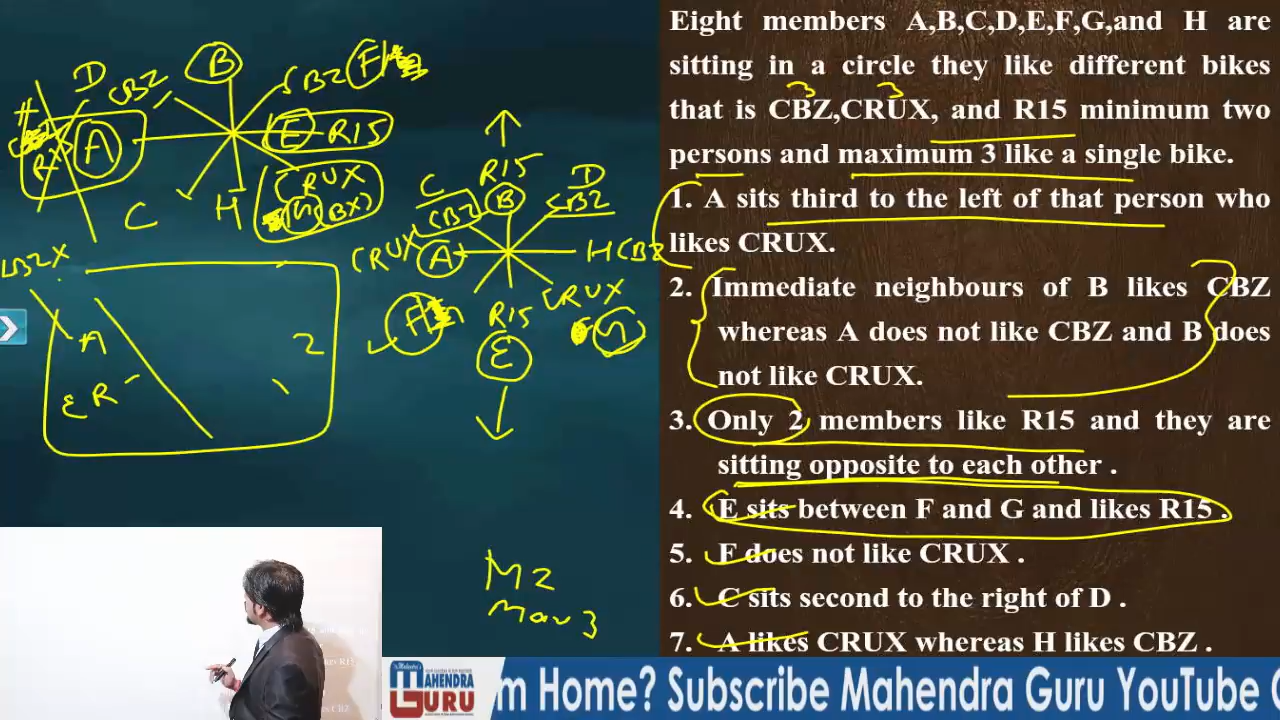 Eight members A,B,C,D,E,F,G,and H are
sitting in a circle they like different bikes
that is CBZ,CRUX, and R15 minimum two
persons and maximum 3 like a single bike.
1. A sits third to the left of that person who
likes CRUX.
2. Immediate neighbours of B likes CBZ
whereas A does not like CBZ and B does
not like CRUX.
3. Only 2 members like R15 and they are
sitting opposite to each other .
4. E sits between F and G and likes R15 .
5. F does not like CRUX .
6. C sits second to the right of D .
7. A likes CRUX whereas H likes CBZ .
3 3
D
CBZ
B
A
E R15
CRUX
H
C
R15
B
C
CBZ
D
CBZ
CRUX
A
H CBZ
CRUX
R15
E
A
2
E R
M2
Max 3
MAHENDRA
GURU
m Home? Subscribe Mahendra Guru YouTube C